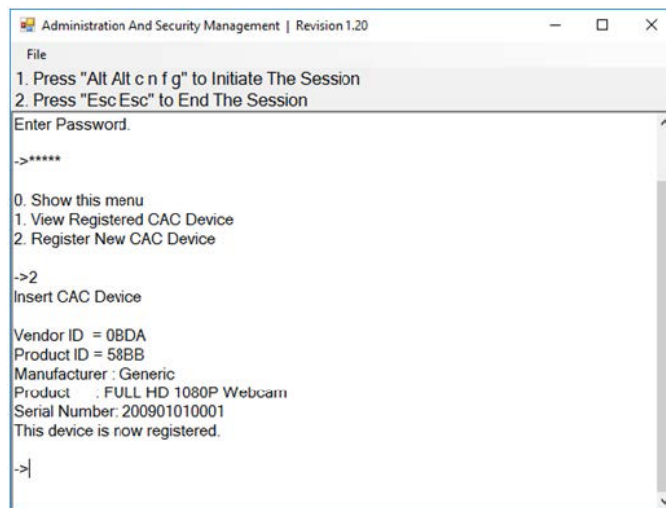 Administration And Security Management | Revision 1.20
File
1. Press "Alt Alt c n f g" to Initiate The Session
2. Press "Esc Esc" to End The Session
Enter Password.
->*****
0. Show this menu
1. View Registered CAC Device
2. Register New CAC Device
->2
Insert CAC Device
Vendor ID  = 0BDA
Product ID = 58BB
Manufacturer : Generic
Product      : FULL HD 1080P Webcam
Serial Number: 200901010001
This device is now registered.
->